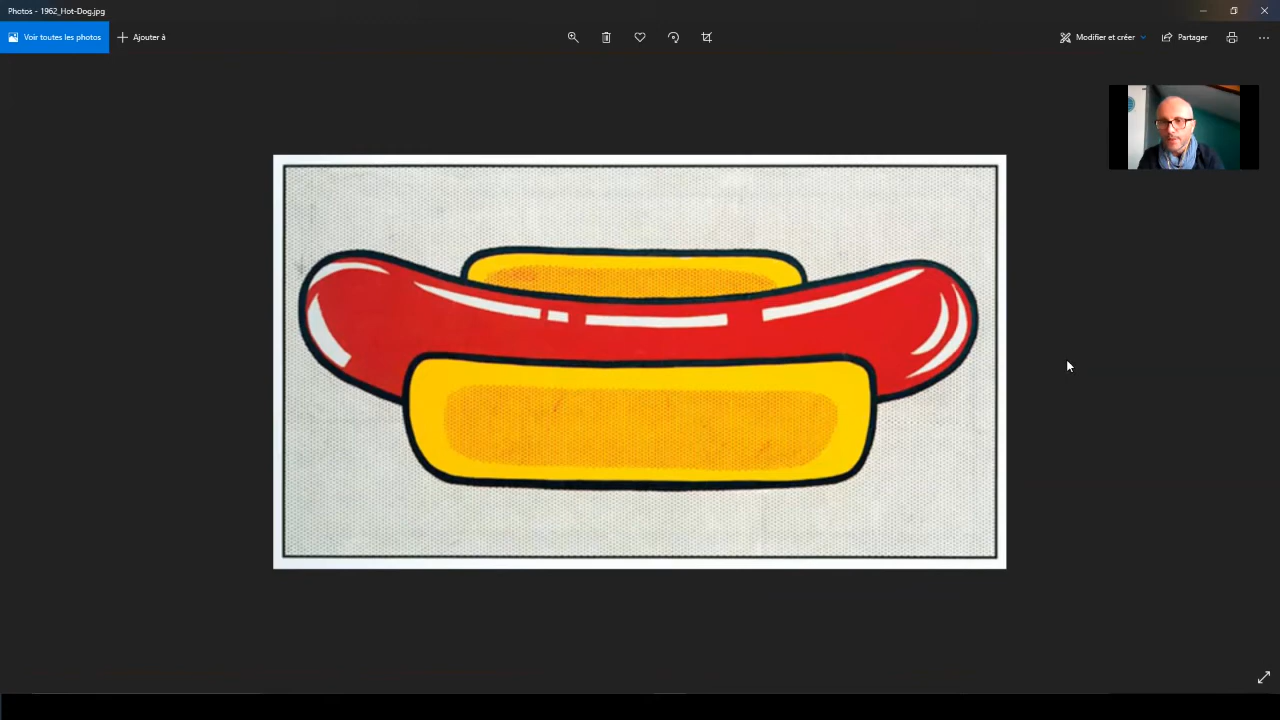 Photos - 1962_Hot-Dog.jpg
Voir toutes les photos
Ajouter à
Modifier et créer
Partager